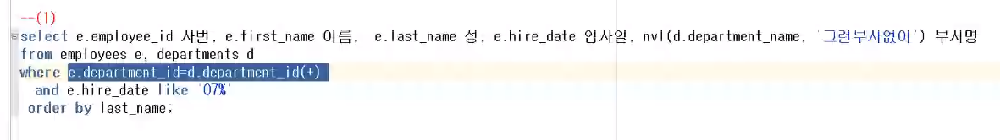 --(1)
select e.employee_id 사번, e.first_name 이름, e.last_name 성, e.hire_date 입사일, nvl(d.department_name, '그런부서없어') 부서명
from employees e, departments d
where e.department_id=d.department_id(+)
and e.hire_date like '07%'
order by last_name;